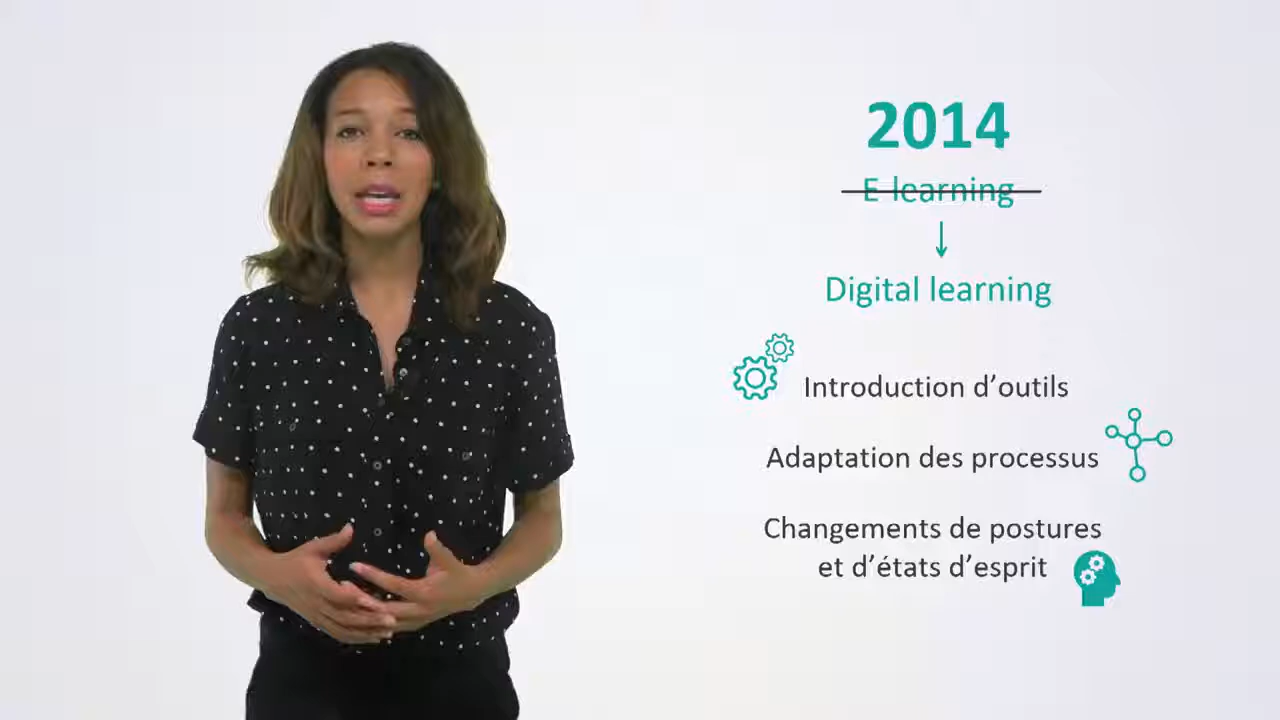 2014
E-learning
Digital learning
Introduction d’outils
Adaptation des processus
Changements de postures
et d’états d’esprit